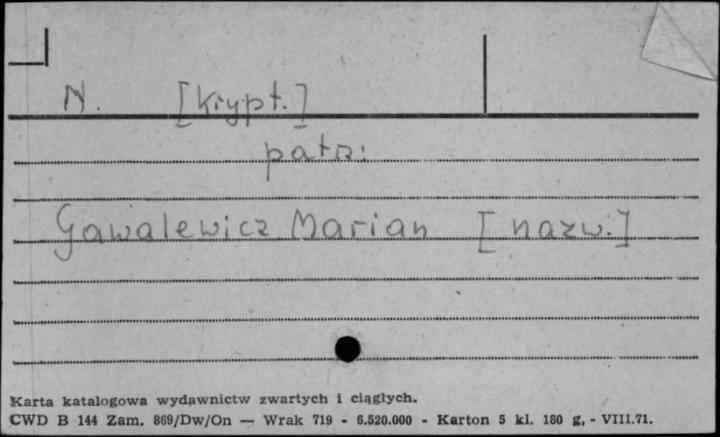 N. [Krypt.]
patrz:
Gawalewicz Marian [nazw.]
Karta katalogowa wydawnictw zwartych i ciągłych.
CWD B 144 Zam. 869/Dw/On — Wrak 719 - 6.520.000 - Karton 5 kl. 180 g. - VIII.71.